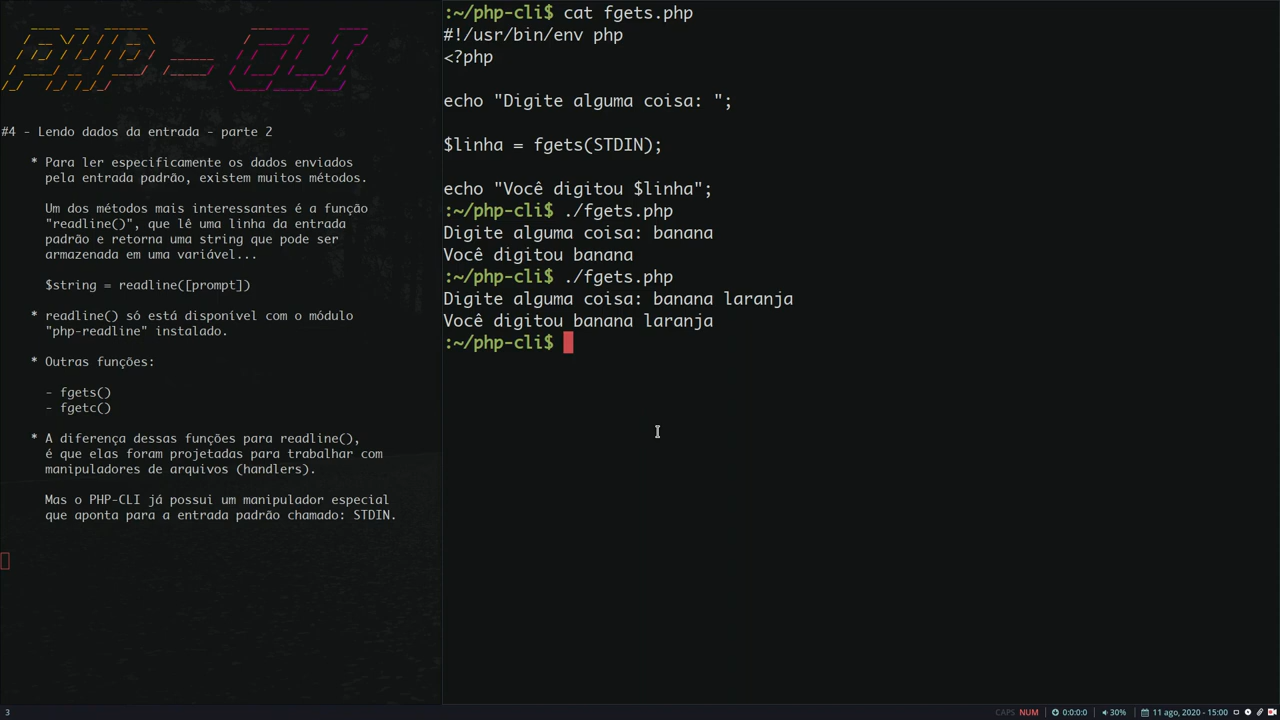 PHP-CLI
#4 - Lendo dados da entrada - parte 2
* Para ler especificamente os dados enviados
pela entrada padrão, existem muitos métodos.
Um dos métodos mais interessantes é a função
"readline()", que lê uma linha da entrada
padrão e retorna uma string que pode ser
armazenada em uma variável...
$string = readline([prompt])
* readline() só está disponível com o módulo
"php-readline" instalado.
* Outras funções:
- fgets()
- fgetc()
* A diferença dessas funções para readline(),
é que elas foram projetadas para trabalhar com
manipuladores de arquivos (handlers).
Mas o PHP-CLI já possui um manipulador especial
que aponta para a entrada padrão chamado: STDIN.
:~/php-cli$ cat fgets.php
#!/usr/bin/env php
<?php
echo "Digite alguma coisa: ";
$linha = fgets(STDIN);
echo "Você digitou $linha";
:~/php-cli$ ./fgets.php
Digite alguma coisa: banana
Você digitou banana
:~/php-cli$ ./fgets.php
Digite alguma coisa: banana laranja
Você digitou banana laranja
:~/php-cli$
3
CAPS NUM 0:0:0:0 30% 11 ago, 2020 - 15:00